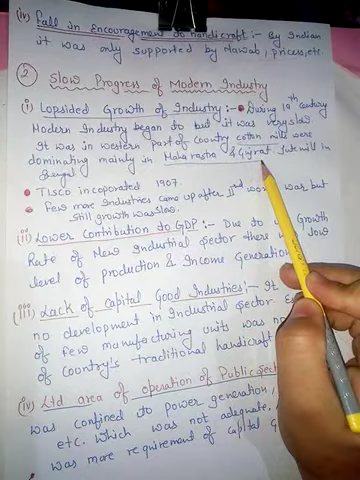 (iv) Fall in Encouragement to handicraft :- By Indian
it was only supported by Nawab, princess, etc.
② Slow Progress of Modern Industry
(i) Lopsided Growth of Industry :- During 19th Century
Modern Industry began to but it was very slow
It was in western part of Country cotton mill were
dominating mainly in Maharastra & Gujrat. Jute mill in
Bengal
• TISCO incoporated 1907.
• Few more Industries came up after IInd world war but
still growth was slow.
(ii) Lower Contribution to GDP :- Due to Growth
Rate of New Industrial Sector there low
level of production & Income Generation
(iii) Lack of Capital Good Industries :- It
no development in Industrial Sector
of few manufacturing units was
of Country's traditional handicraft
(iv) Ltd area of operation of Public
was confined to power generation,
etc. which was not adequate,
was more requirement of Capital